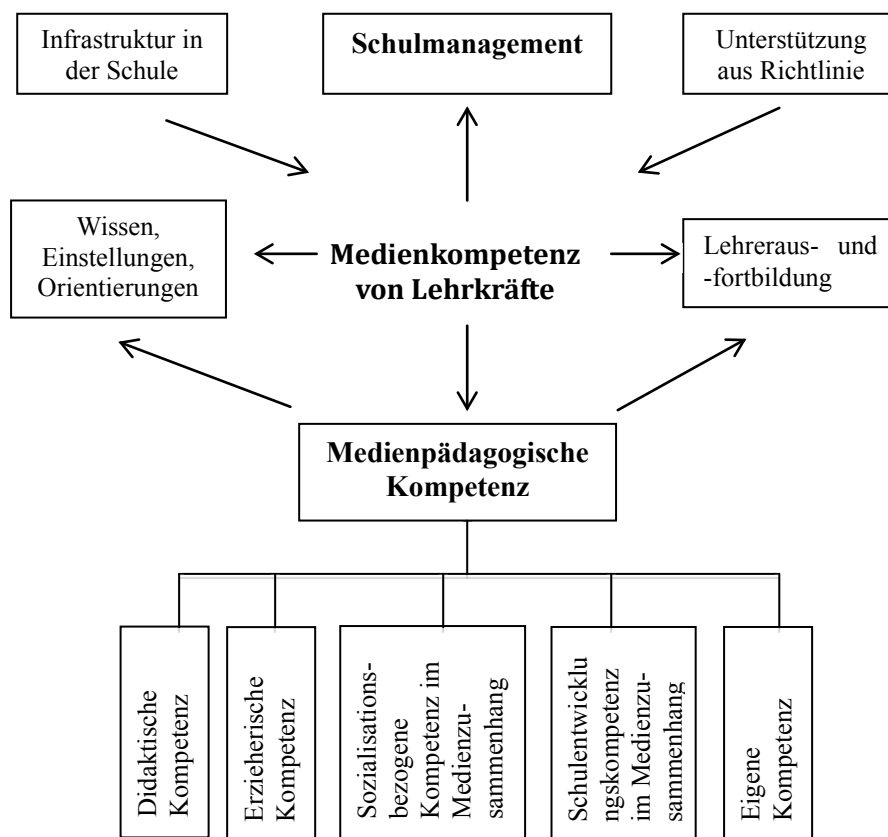 Infrastruktur in
der Schule
Schulmanagement
Unterstützung
aus Richtlinie
Wissen,
Einstellungen,
Orientierungen
Medienkompetenz
von Lehrkräfte
Lehreraus- und
-fortbildung
Medienpädagogische
Kompetenz
Didaktische
Kompetenz
Erzieherische
Kompetenz
Sozialisations-
bezogene
Kompetenz im
Medienzu-
sammenhang
Schulentwicklu
ngskompetenz
im Medienzu-
sammenhang
Eigene
Kompetenz